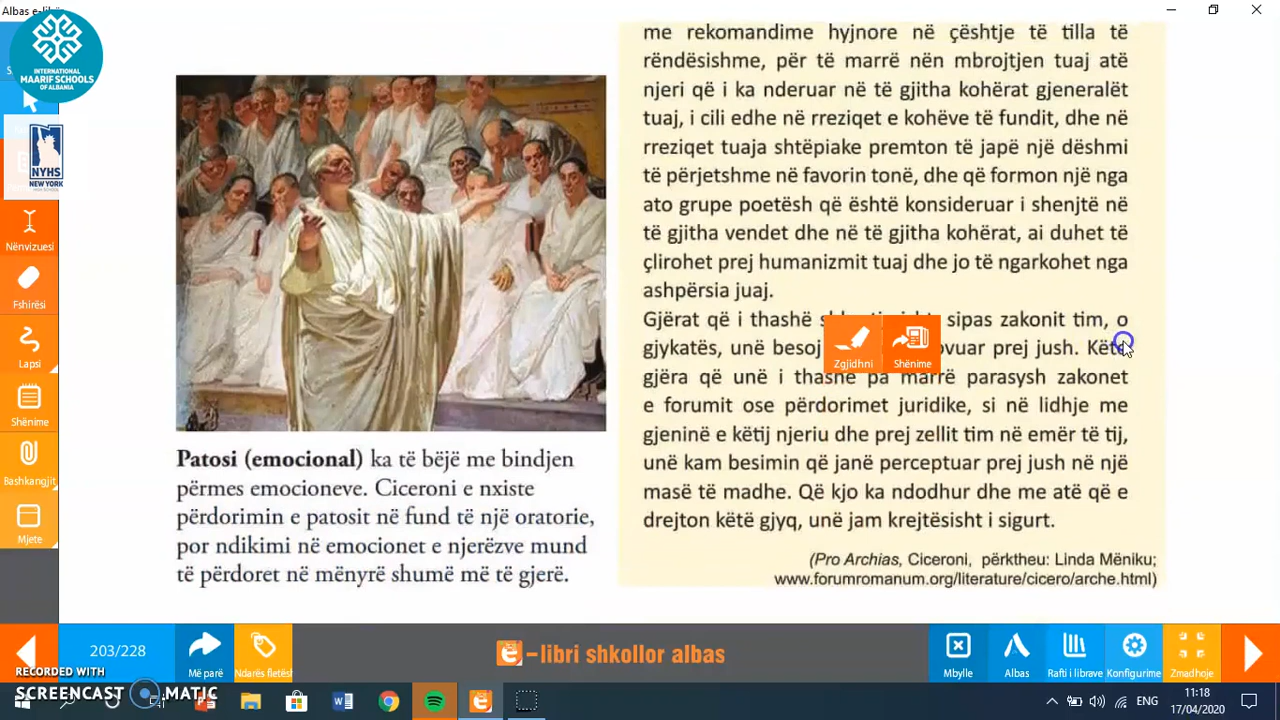 Albas e-libër
INTERNATIONAL
MAARIF SCHOOLS
OF ALBANIA
NYHS
NEW YORK
HIGH SCHOOL
Nënvizuesi
Fshirësi
Lapsi
Shënime
Bashkangjit
Mjete
Patosi (emocional) ka të bëjë me bindjen
përmes emocioneve. Ciceroni e nxiste
përdorimin e patosit në fund të një oratorie,
por ndikimi në emocionet e njerëzve mund
të përdoret në mënyrë shumë më të gjerë.
me rekomandime hyjnore në çështje të tilla të
rëndësishme, për të marrë nën mbrojtjen tuaj atë
njeri që i ka nderuar në të gjitha kohërat gjeneralët
tuaj, i cili edhe në rreziqet e kohëve të fundit, dhe në
rreziqet tuaja shtëpiake premton të japë një dëshmi
të përjetshme në favorin tonë, dhe që formon një nga
ato grupe poetësh që është konsideruar i shenjtë në
të gjitha vendet dhe në të gjitha kohërat, ai duhet të
çlirohet prej humanizmit tuaj dhe jo të ngarkohet nga
ashpërsia juaj.
Gjërat që i thashë sipas zakonit tim, o
gjykatës, unë besoj prej jush. Këto
gjëra që unë i thashë pa marrë parasysh zakonet
e forumit ose përdorimet juridike, si në lidhje me
gjeninë e këtij njeriu dhe prej zellit tim në emër të tij,
unë kam besimin që janë perceptuar prej jush në një
masë të madhe. Që kjo ka ndodhur dhe me atë që e
drejton këtë gjyq, unë jam krejtësisht i sigurt.
Zgjidhni
Shënime
(Pro Archias, Ciceroni, përktheu: Linda Mëniku;
www.forumromanum.org/literature/cicero/arche.html)
203/228
Më parë
Ndarës fletësh
e-libri shkollor albas
Mbylle
Albas
Rafti i librave
Konfigurime
Zmadhoje
RECORDED WITH
SCREENCAST MATIC
ENG
11:18
17/04/2020